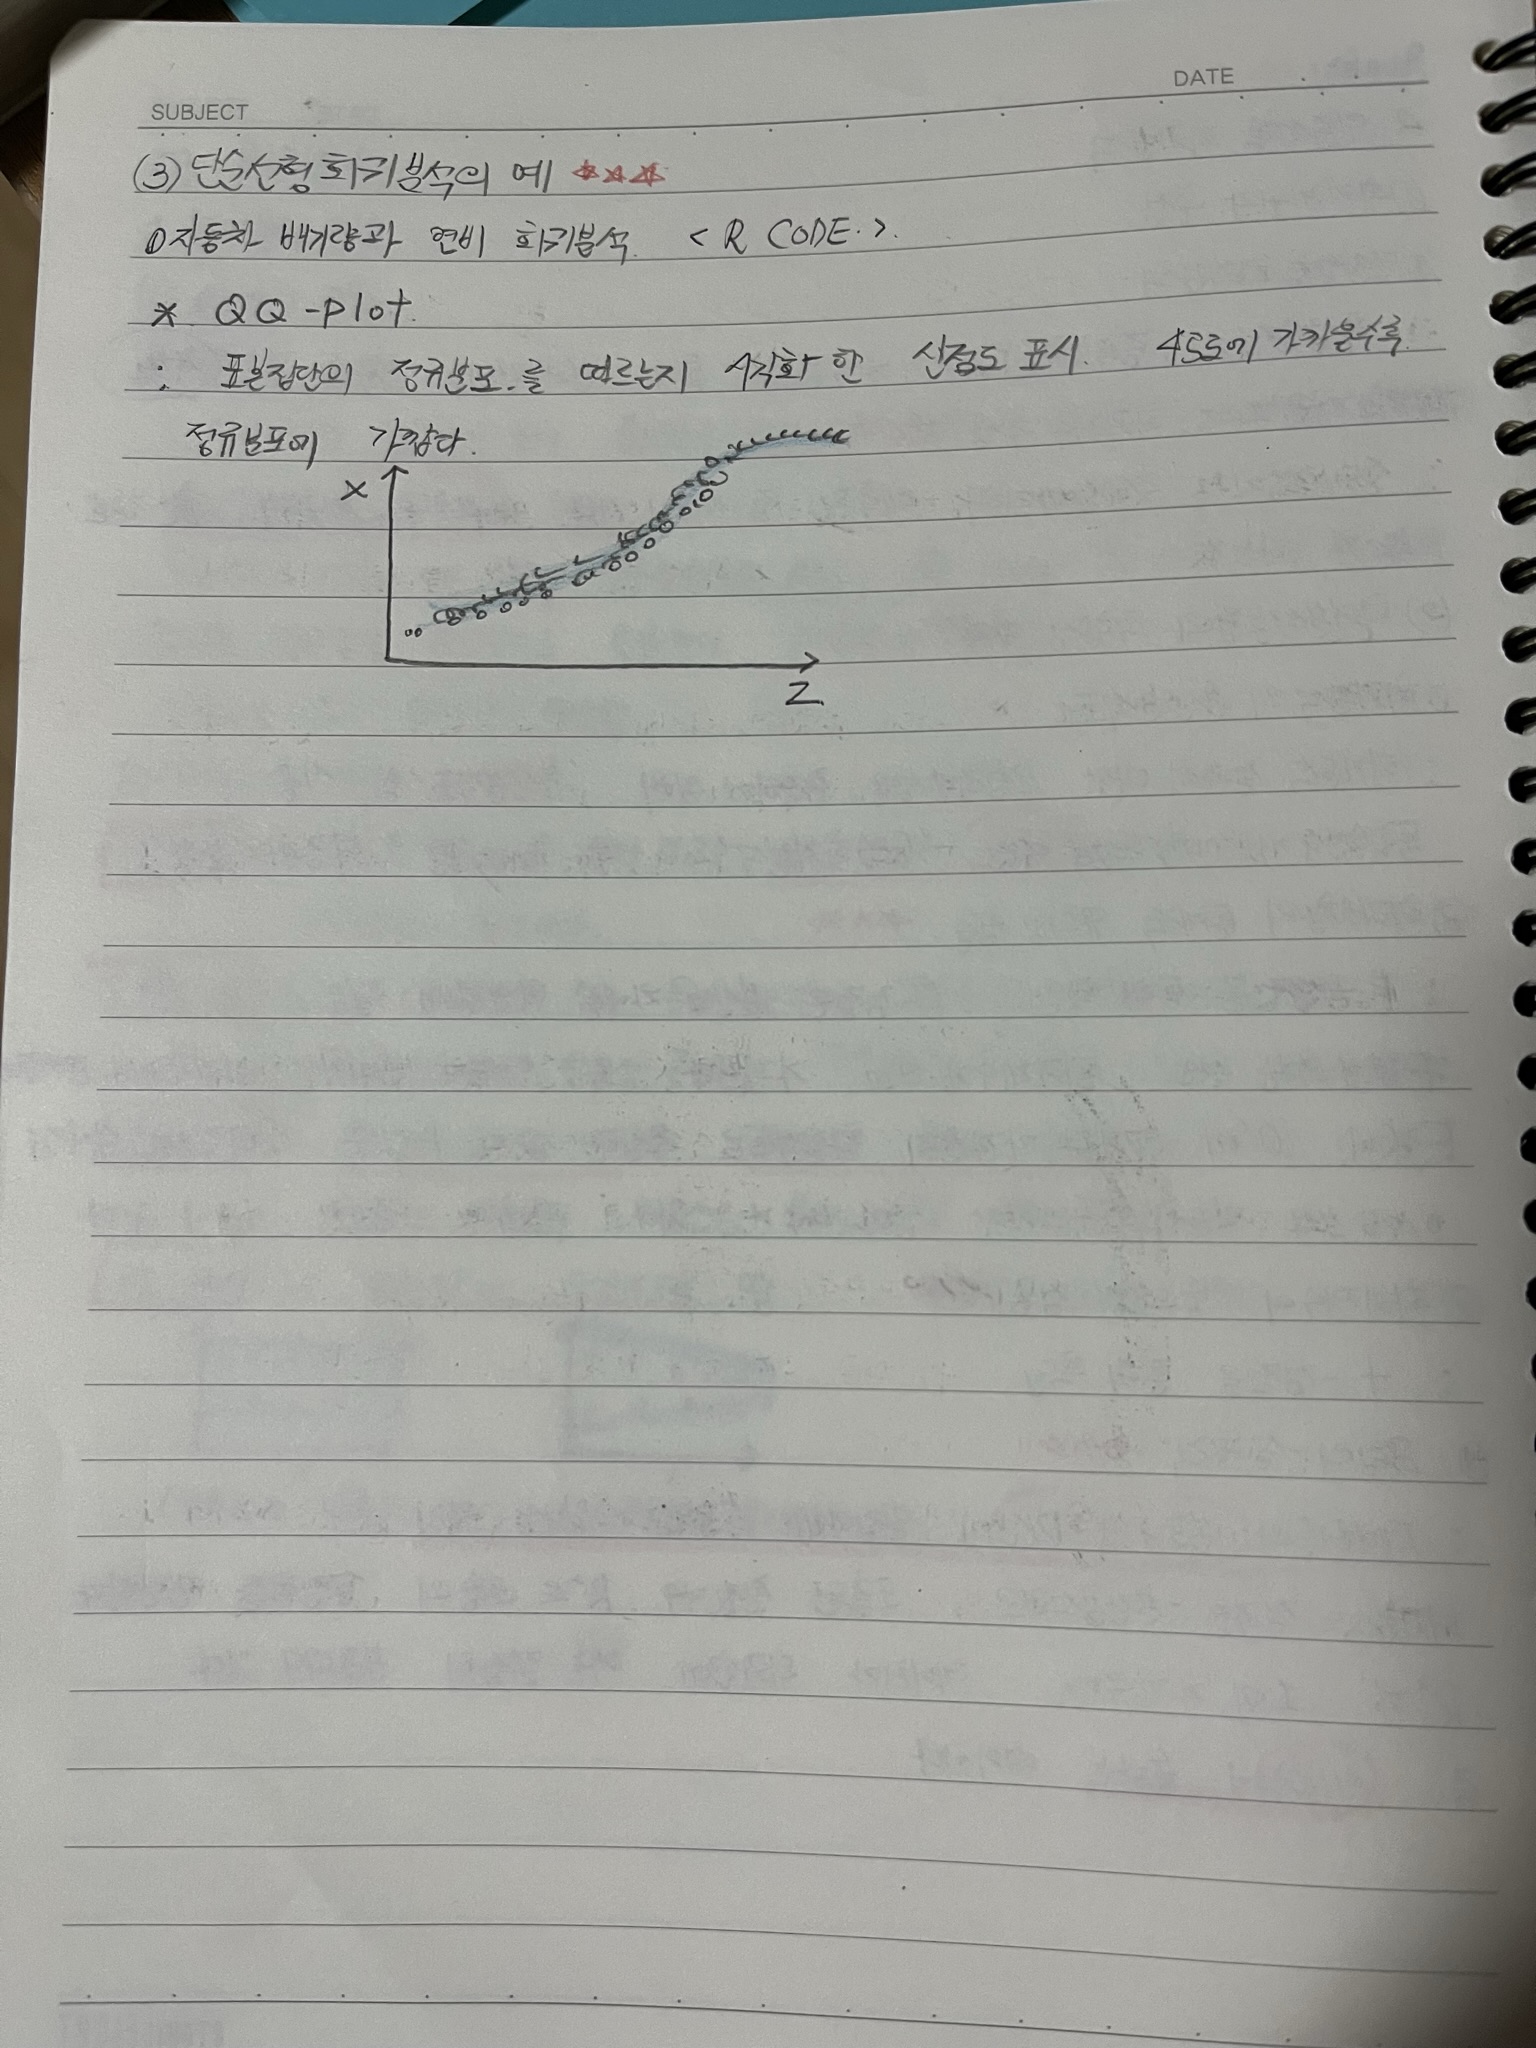 SUBJECT
DATE
(3) 단순선형회귀분석의 예 ★★★
0자동차 배기량과 연비 회귀분석. < R CODE. >.
* QQ-plot.
: 표본집단의 정규분포.를 따르는지 시각화 한 산점도 표시. 45도에 가까울수록
정규분포에 가깝다.
X
Z.